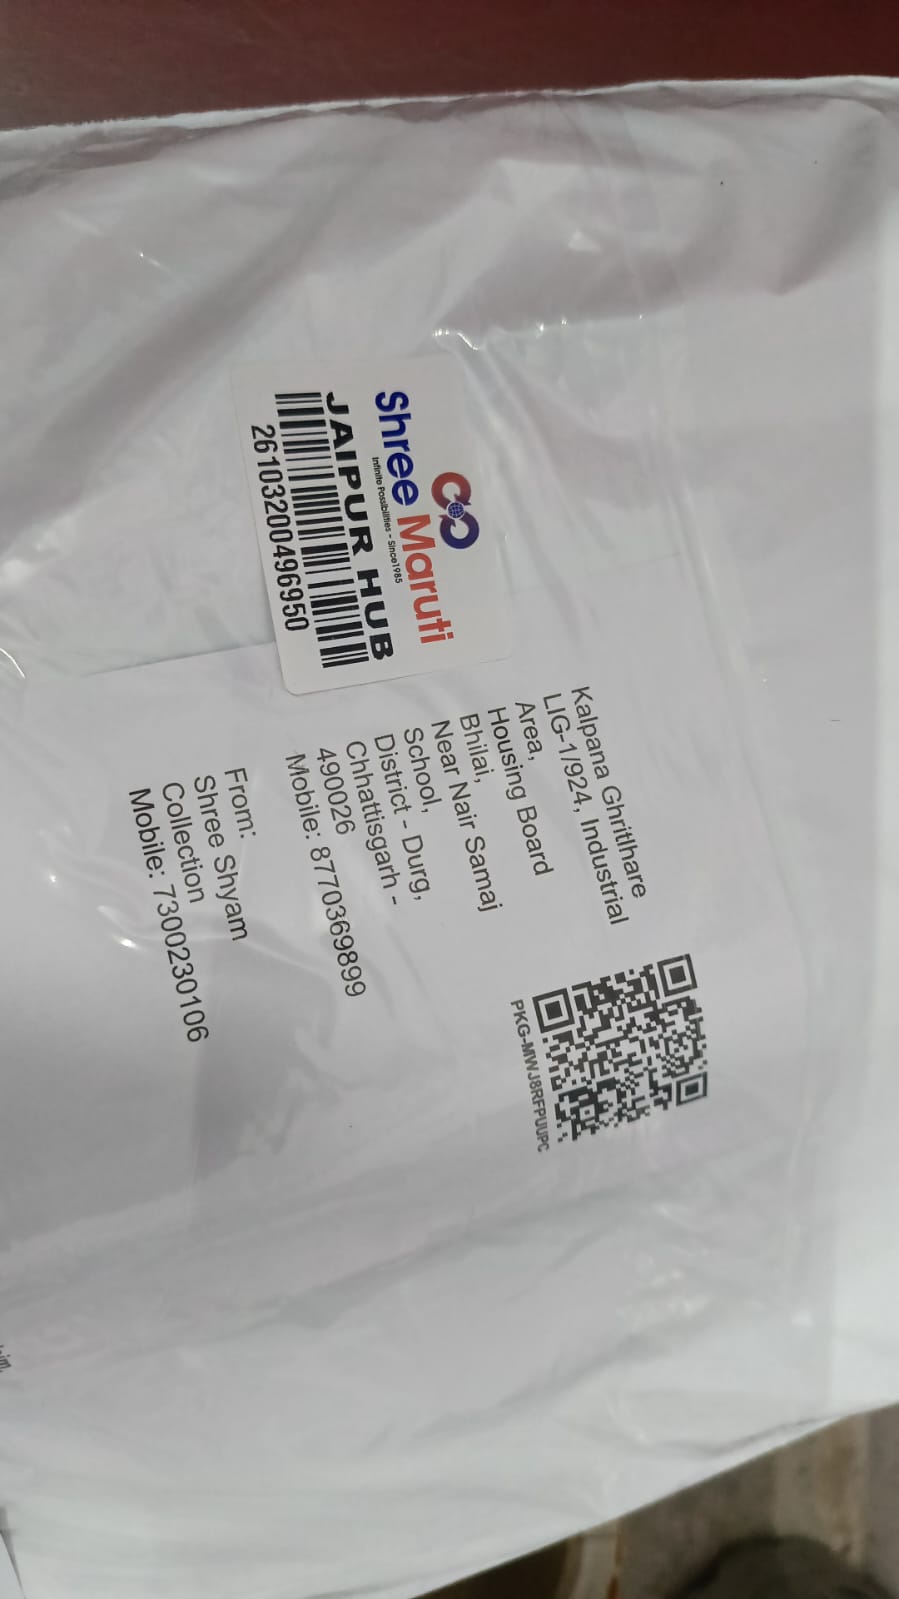 Shree Maruti
Infinite Possibilities - Since1985
JAIPUR HUB
26103200496950
Kalpana Ghritlhare
LIG-1/924, Industrial
Area,
Housing Board
Bhilai,
Near Nair Samaj
School,
District - Durg,
Chhattisgarh -
490026
Mobile: 8770369899
PKG-MWJ8RFPUUPC
From:
Shree Shyam
Collection
Mobile: 7300230106